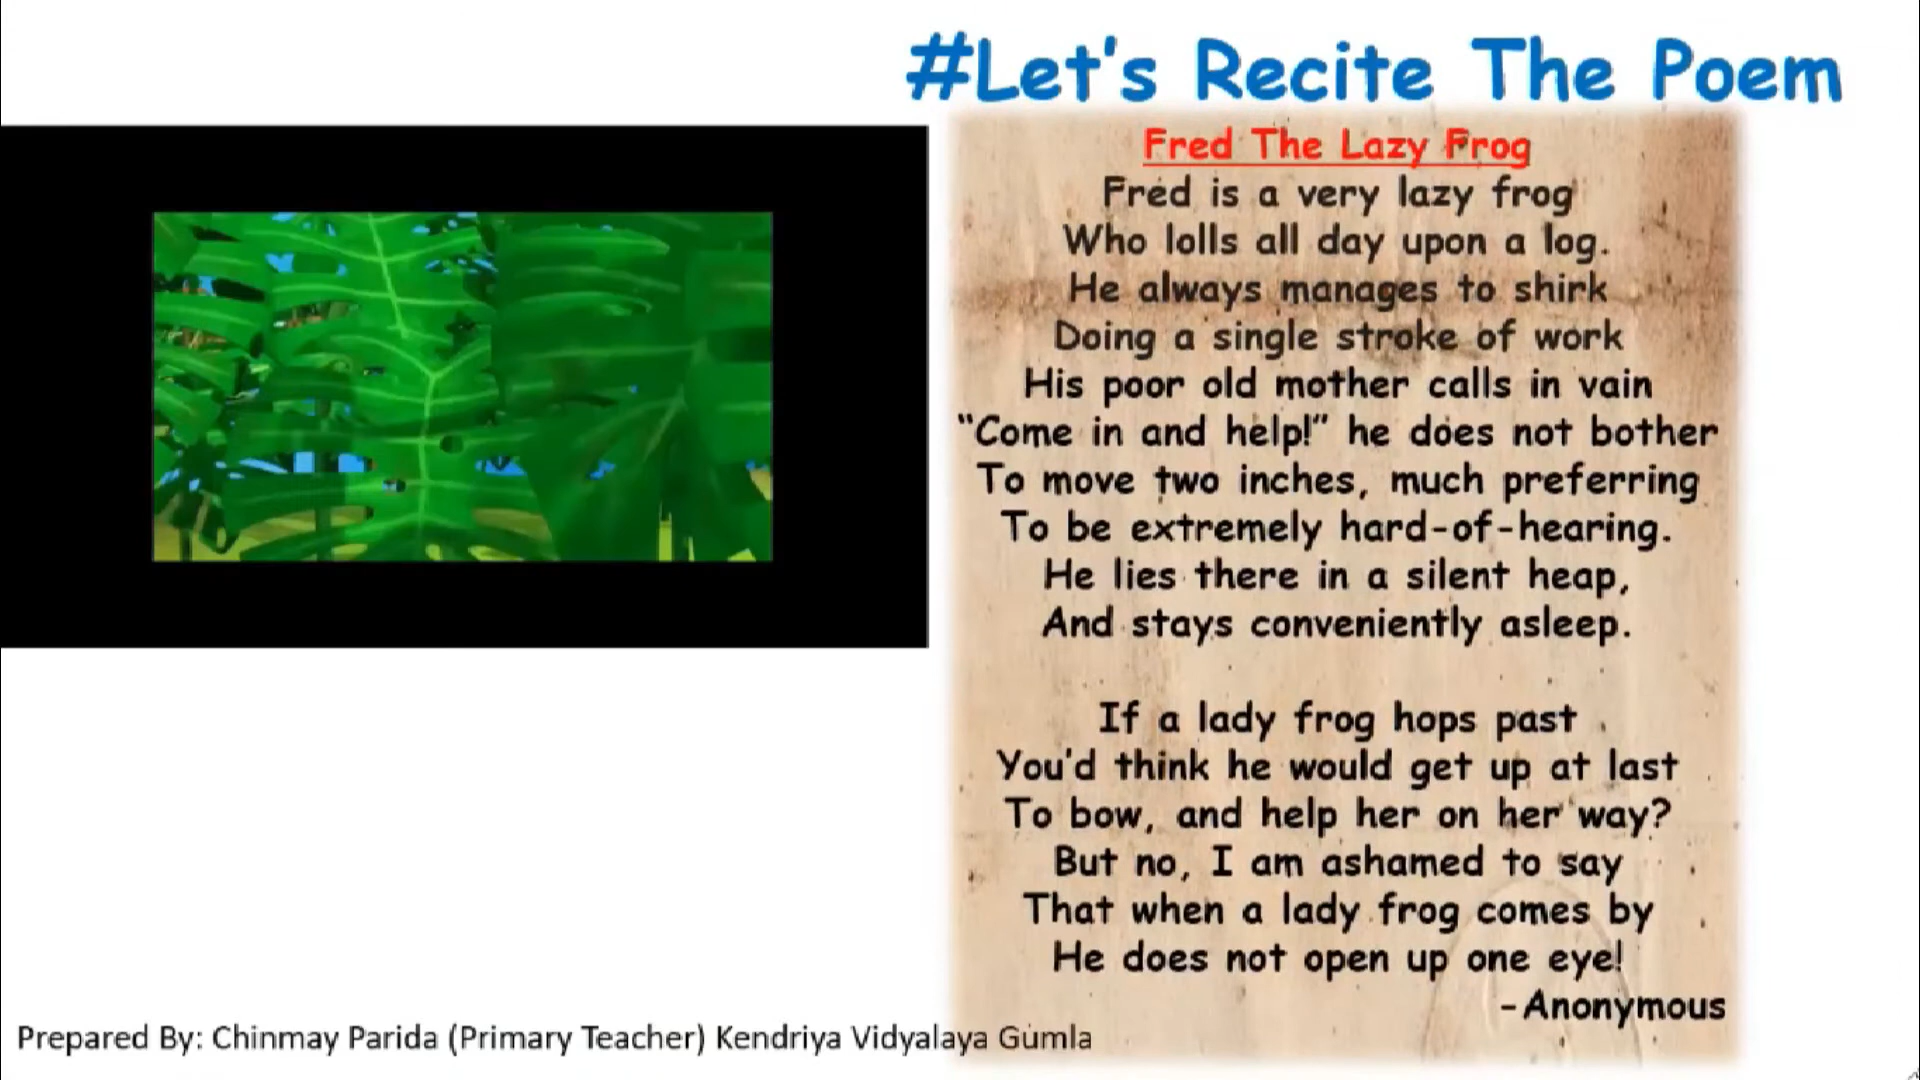 #Let's Recite The Poem
Fred The Lazy Frog
Fred is a very lazy frog
Who lolls all day upon a log.
He always manages to shirk
Doing a single stroke of work
His poor old mother calls in vain
“Come in and help!” he does not bother
To move two inches, much preferring
To be extremely hard-of-hearing.
He lies there in a silent heap,
And stays conveniently asleep.
If a lady frog hops past
You'd think he would get up at last
To bow, and help her on her way?
But no, I am ashamed to say
That when a lady frog comes by
He does not open up one eye!
-Anonymous
Prepared By: Chinmay Parida (Primary Teacher) Kendriya Vidyalaya Gumla